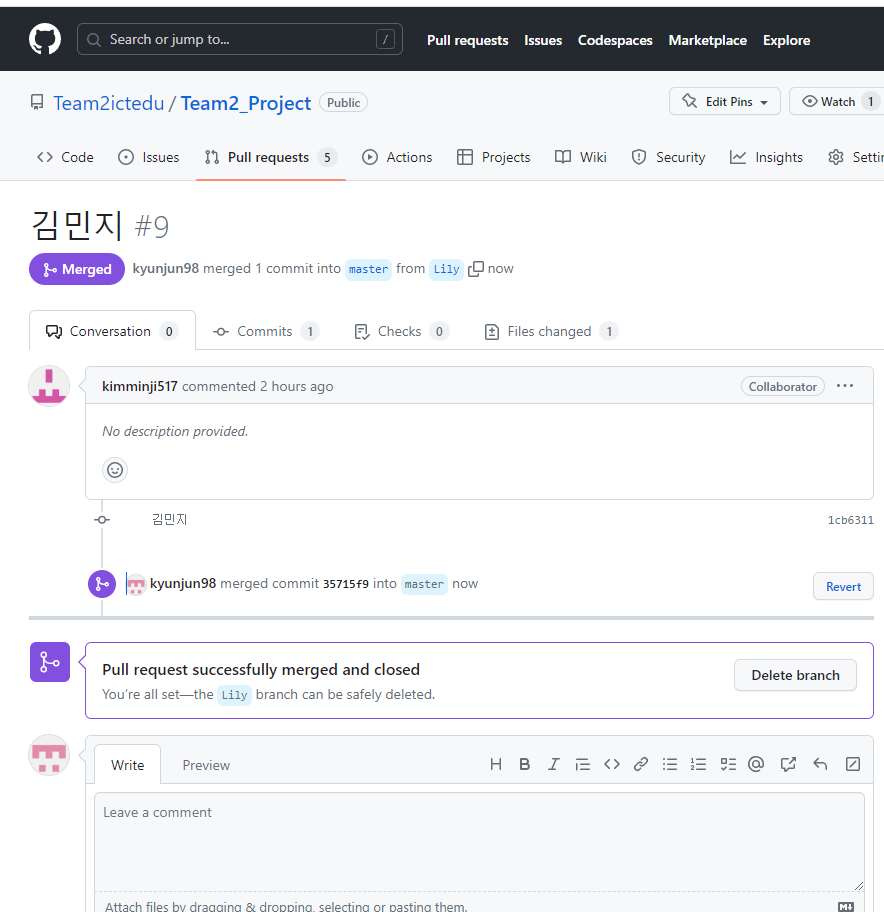 Search or jump to... / Pull requests Issues Codespaces Marketplace Explore
Team2ictedu / Team2_Project Public Edit Pins Watch 1
Code Issues Pull requests 5 Actions Projects Wiki Security Insights
김민지 #9
Merged kyunjun98 merged 1 commit into master from Lily now
Conversation 0 Commits 1 Checks 0 Files changed 1
kimminji517 commented 2 hours ago Collaborator ...
No description provided.
김민지 1cb6311
kyunjun98 merged commit 35715f9 into master now Revert
Pull request successfully merged and closed
You're all set—the Lily branch can be safely deleted. Delete branch
Write Preview H B I @
Leave a comment
Attach files by dragging & dropping, selecting or pasting them.